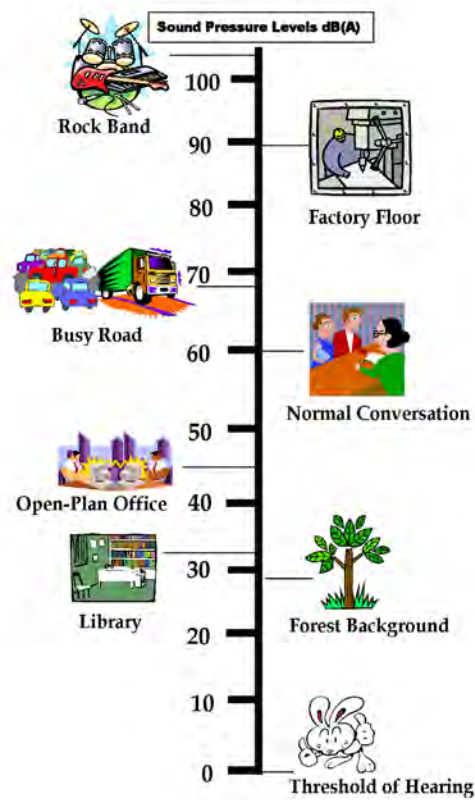 Sound Pressure Levels dB(A)
100
Rock Band
90
Factory Floor
80
70
Busy Road
60
Normal Conversation
50
Open-Plan Office
40
30
Library
Forest Background
20
10
0
Threshold of Hearing